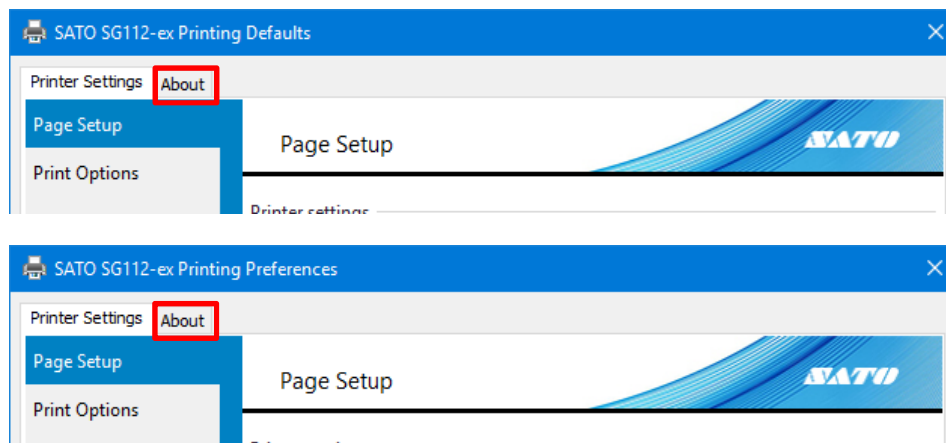 SATO SG112-ex Printing Defaults
Printer Settings About
Page Setup
Page Setup
SATO
Print Options
Printer settings
SATO SG112-ex Printing Preferences
Printer Settings About
Page Setup
Page Setup
SATO
Print Options